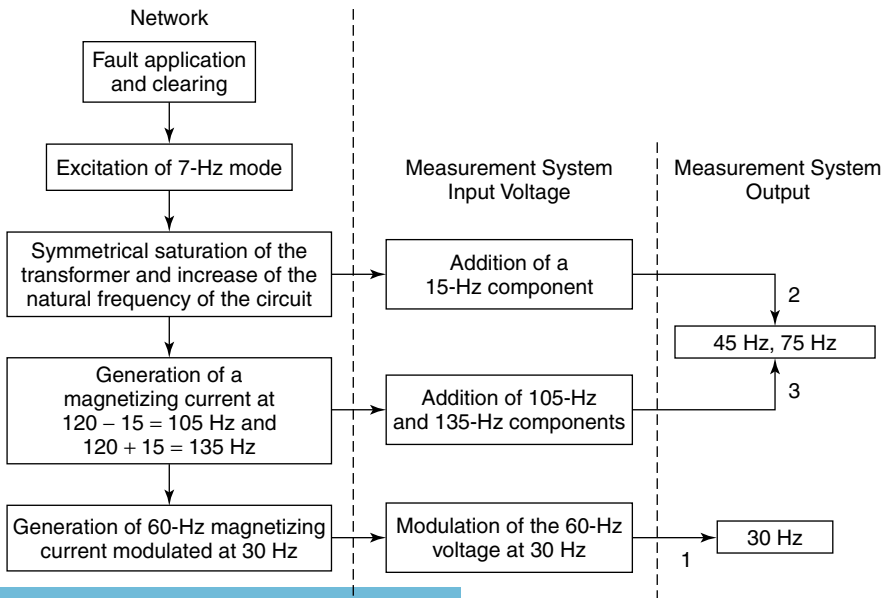 Network
Fault application
and clearing
Excitation of 7-Hz mode
Measurement System
Input Voltage
Measurement System
Output
Symmetrical saturation of the
transformer and increase of the
natural frequency of the circuit
Addition of a
15-Hz component
2
45 Hz, 75 Hz
3
Generation of a
magnetizing current at
120 − 15 = 105 Hz and
120 + 15 = 135 Hz
Addition of 105-Hz
and 135-Hz components
Generation of 60-Hz magnetizing
current modulated at 30 Hz
Modulation of the 60-Hz
voltage at 30 Hz
1
30 Hz